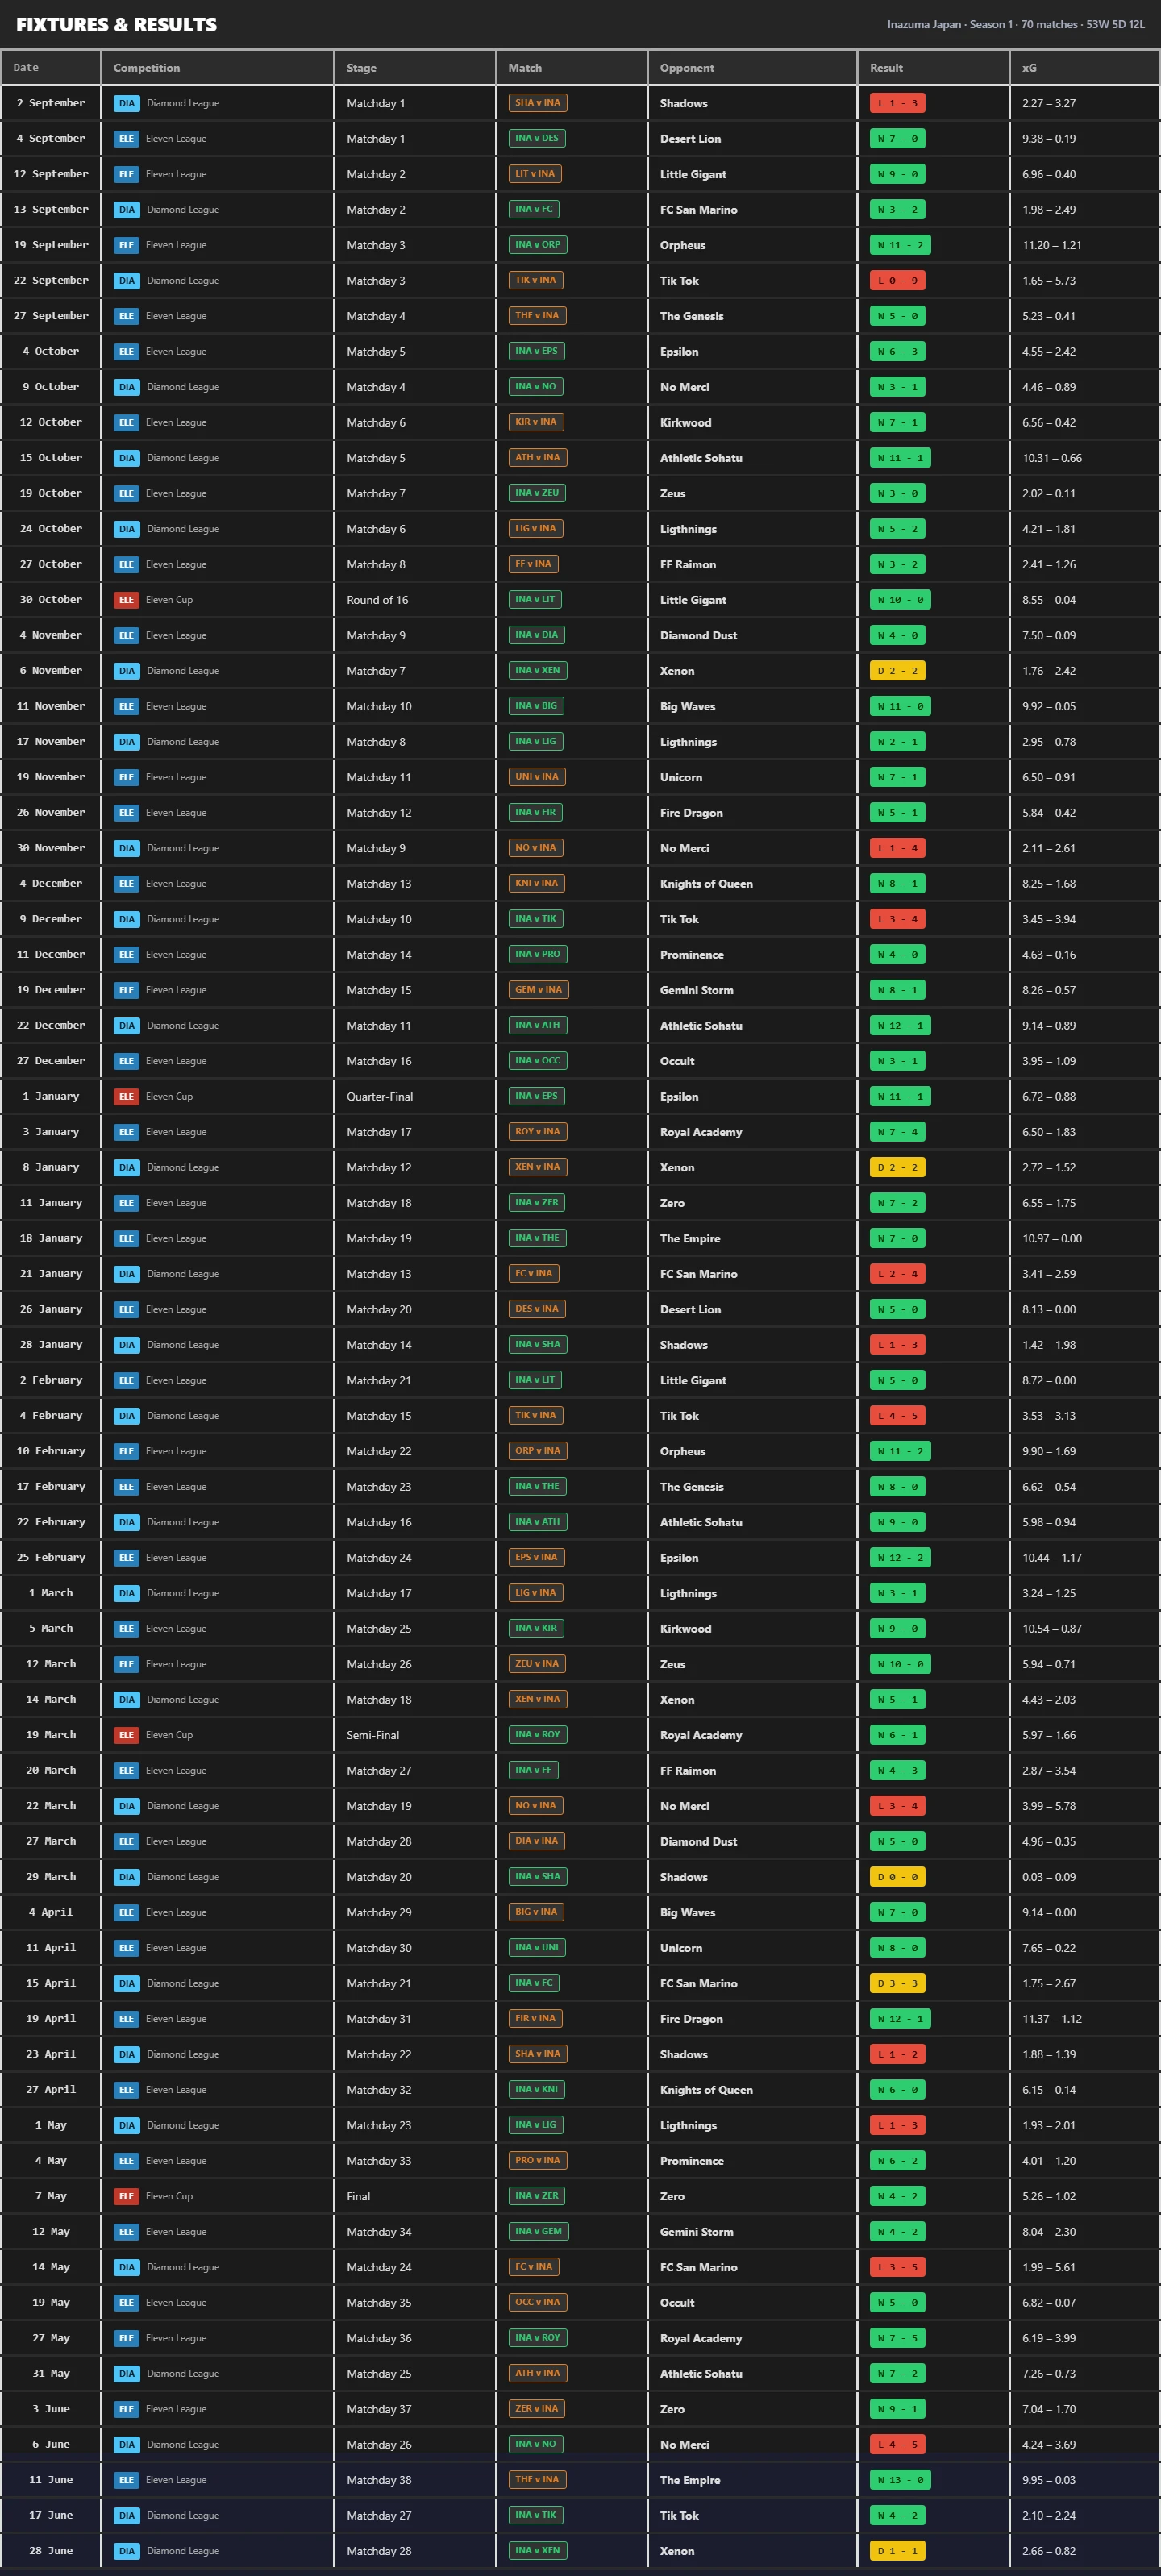 FIXTURES & RESULTS Inazuma Japan · Season 1 · 70 matches · 53W 5D 12L
Date Competition Stage Match Opponent Result xG
2 September DIA Diamond League Matchday 1 SHA v INA Shadows L 1 - 3 2.27 – 3.27
4 September ELE Eleven League Matchday 1 INA v DES Desert Lion W 7 - 0 9.38 – 0.19
12 September ELE Eleven League Matchday 2 LIT v INA Little Gigant W 9 - 0 6.96 – 0.40
13 September DIA Diamond League Matchday 2 INA v FC FC San Marino W 3 - 2 1.98 – 2.49
19 September ELE Eleven League Matchday 3 INA v ORP Orpheus W 11 - 2 11.20 – 1.21
22 September DIA Diamond League Matchday 3 TIK v INA Tik Tok L 0 - 9 1.65 – 5.73
27 September ELE Eleven League Matchday 4 THE v INA The Genesis W 5 - 0 5.23 – 0.41
4 October ELE Eleven League Matchday 5 INA v EPS Epsilon W 6 - 3 4.55 – 2.42
9 October DIA Diamond League Matchday 4 INA v NO No Merci W 3 - 1 4.46 – 0.89
12 October ELE Eleven League Matchday 6 KIR v INA Kirkwood W 7 - 1 6.56 – 0.42
15 October DIA Diamond League Matchday 5 ATH v INA Athletic Sohatu W 11 - 1 10.31 – 0.66
19 October ELE Eleven League Matchday 7 INA v ZEU Zeus W 3 - 0 2.02 – 0.11
24 October DIA Diamond League Matchday 6 LIG v INA Ligthnings W 5 - 2 4.21 – 1.81
27 October ELE Eleven League Matchday 8 FF v INA FF Raimon W 3 - 2 2.41 – 1.26
30 October ELE Eleven Cup Round of 16 INA v LIT Little Gigant W 10 - 0 8.55 – 0.04
4 November ELE Eleven League Matchday 9 INA v DIA Diamond Dust W 4 - 0 7.50 – 0.09
6 November DIA Diamond League Matchday 7 INA v XEN Xenon D 2 - 2 1.76 – 2.42
11 November ELE Eleven League Matchday 10 INA v BIG Big Waves W 11 - 0 9.92 – 0.05
17 November DIA Diamond League Matchday 8 INA v LIG Ligthnings W 2 - 1 2.95 – 0.78
19 November ELE Eleven League Matchday 11 UNI v INA Unicorn W 7 - 1 6.50 – 0.91
26 November ELE Eleven League Matchday 12 INA v FIR Fire Dragon W 5 - 1 5.84 – 0.42
30 November DIA Diamond League Matchday 9 NO v INA No Merci L 1 - 4 2.11 – 2.61
4 December ELE Eleven League Matchday 13 KNI v INA Knights of Queen W 8 - 1 8.25 – 1.68
9 December DIA Diamond League Matchday 10 INA v TIK Tik Tok L 3 - 4 3.45 – 3.94
11 December ELE Eleven League Matchday 14 INA v PRO Prominence W 4 - 0 4.63 – 0.16
19 December ELE Eleven League Matchday 15 GEM v INA Gemini Storm W 8 - 1 8.26 – 0.57
22 December DIA Diamond League Matchday 11 INA v ATH Athletic Sohatu W 12 - 1 9.14 – 0.89
27 December ELE Eleven League Matchday 16 INA v OCC Occult W 3 - 1 3.95 – 1.09
1 January ELE Eleven Cup Quarter-Final INA v EPS Epsilon W 11 - 1 6.72 – 0.88
3 January ELE Eleven League Matchday 17 ROY v INA Royal Academy W 7 - 4 6.50 – 1.83
8 January DIA Diamond League Matchday 12 XEN v INA Xenon D 2 - 2 2.72 – 1.52
11 January ELE Eleven League Matchday 18 INA v ZER Zero W 7 - 2 6.55 – 1.75
18 January ELE Eleven League Matchday 19 INA v THE The Empire W 7 - 0 10.97 – 0.00
21 January DIA Diamond League Matchday 13 FC v INA FC San Marino L 2 - 4 3.41 – 2.59
26 January ELE Eleven League Matchday 20 DES v INA Desert Lion W 5 - 0 8.13 – 0.00
28 January DIA Diamond League Matchday 14 INA v SHA Shadows L 1 - 3 1.42 – 1.98
2 February ELE Eleven League Matchday 21 INA v LIT Little Gigant W 5 - 0 8.72 – 0.00
4 February DIA Diamond League Matchday 15 TIK v INA Tik Tok L 4 - 5 3.53 – 3.13
10 February ELE Eleven League Matchday 22 ORP v INA Orpheus W 11 - 2 9.90 – 1.69
17 February ELE Eleven League Matchday 23 INA v THE The Genesis W 8 - 0 6.62 – 0.54
22 February DIA Diamond League Matchday 16 INA v ATH Athletic Sohatu W 9 - 0 5.98 – 0.94
25 February ELE Eleven League Matchday 24 EPS v INA Epsilon W 12 - 2 10.44 – 1.17
1 March DIA Diamond League Matchday 17 LIG v INA Ligthnings W 3 - 1 3.24 – 1.25
5 March ELE Eleven League Matchday 25 INA v KIR Kirkwood W 9 - 0 10.54 – 0.87
12 March ELE Eleven League Matchday 26 ZEU v INA Zeus W 10 - 0 5.94 – 0.71
14 March DIA Diamond League Matchday 18 XEN v INA Xenon W 5 - 1 4.43 – 2.03
19 March ELE Eleven Cup Semi-Final INA v ROY Royal Academy W 6 - 1 5.97 – 1.66
20 March ELE Eleven League Matchday 27 INA v FF FF Raimon W 4 - 3 2.87 – 3.54
22 March DIA Diamond League Matchday 19 NO v INA No Merci L 3 - 4 3.99 – 5.78
27 March ELE Eleven League Matchday 28 DIA v INA Diamond Dust W 5 - 0 4.96 – 0.35
29 March DIA Diamond League Matchday 20 INA v SHA Shadows D 0 - 0 0.03 – 0.09
4 April ELE Eleven League Matchday 29 BIG v INA Big Waves W 7 - 0 9.14 – 0.00
11 April ELE Eleven League Matchday 30 INA v UNI Unicorn W 8 - 0 7.65 – 0.22
15 April DIA Diamond League Matchday 21 INA v FC FC San Marino D 3 - 3 1.75 – 2.67
19 April ELE Eleven League Matchday 31 FIR v INA Fire Dragon W 12 - 1 11.37 – 1.12
23 April DIA Diamond League Matchday 22 SHA v INA Shadows L 1 - 2 1.88 – 1.39
27 April ELE Eleven League Matchday 32 INA v KNI Knights of Queen W 6 - 0 6.15 – 0.14
1 May DIA Diamond League Matchday 23 INA v LIG Ligthnings L 1 - 3 1.93 – 2.01
4 May ELE Eleven League Matchday 33 PRO v INA Prominence W 6 - 2 4.01 – 1.20
7 May ELE Eleven Cup Final INA v ZER Zero W 4 - 2 5.26 – 1.02
12 May ELE Eleven League Matchday 34 INA v GEM Gemini Storm W 4 - 2 8.04 – 2.30
14 May DIA Diamond League Matchday 24 FC v INA FC San Marino L 3 - 5 1.99 – 5.61
19 May ELE Eleven League Matchday 35 OCC v INA Occult W 5 - 0 6.82 – 0.07
27 May ELE Eleven League Matchday 36 INA v ROY Royal Academy W 7 - 5 6.19 – 3.99
31 May DIA Diamond League Matchday 25 ATH v INA Athletic Sohatu W 7 - 2 7.26 – 0.73
3 June ELE Eleven League Matchday 37 ZER v INA Zero W 9 - 1 7.04 – 1.70
6 June DIA Diamond League Matchday 26 INA v NO No Merci L 4 - 5 4.24 – 3.69
11 June ELE Eleven League Matchday 38 THE v INA The Empire W 13 - 0 9.95 – 0.03
17 June DIA Diamond League Matchday 27 INA v TIK Tik Tok W 4 - 2 2.10 – 2.24
28 June DIA Diamond League Matchday 28 INA v XEN Xenon D 1 - 1 2.66 – 0.82